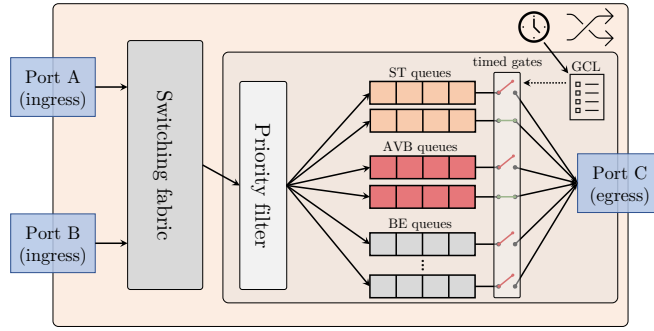 Port A
(ingress)
Port B
(ingress)
Switching fabric
Priority filter
ST queues
AVB queues
BE queues
timed gates
GCL
Port C
(egress)